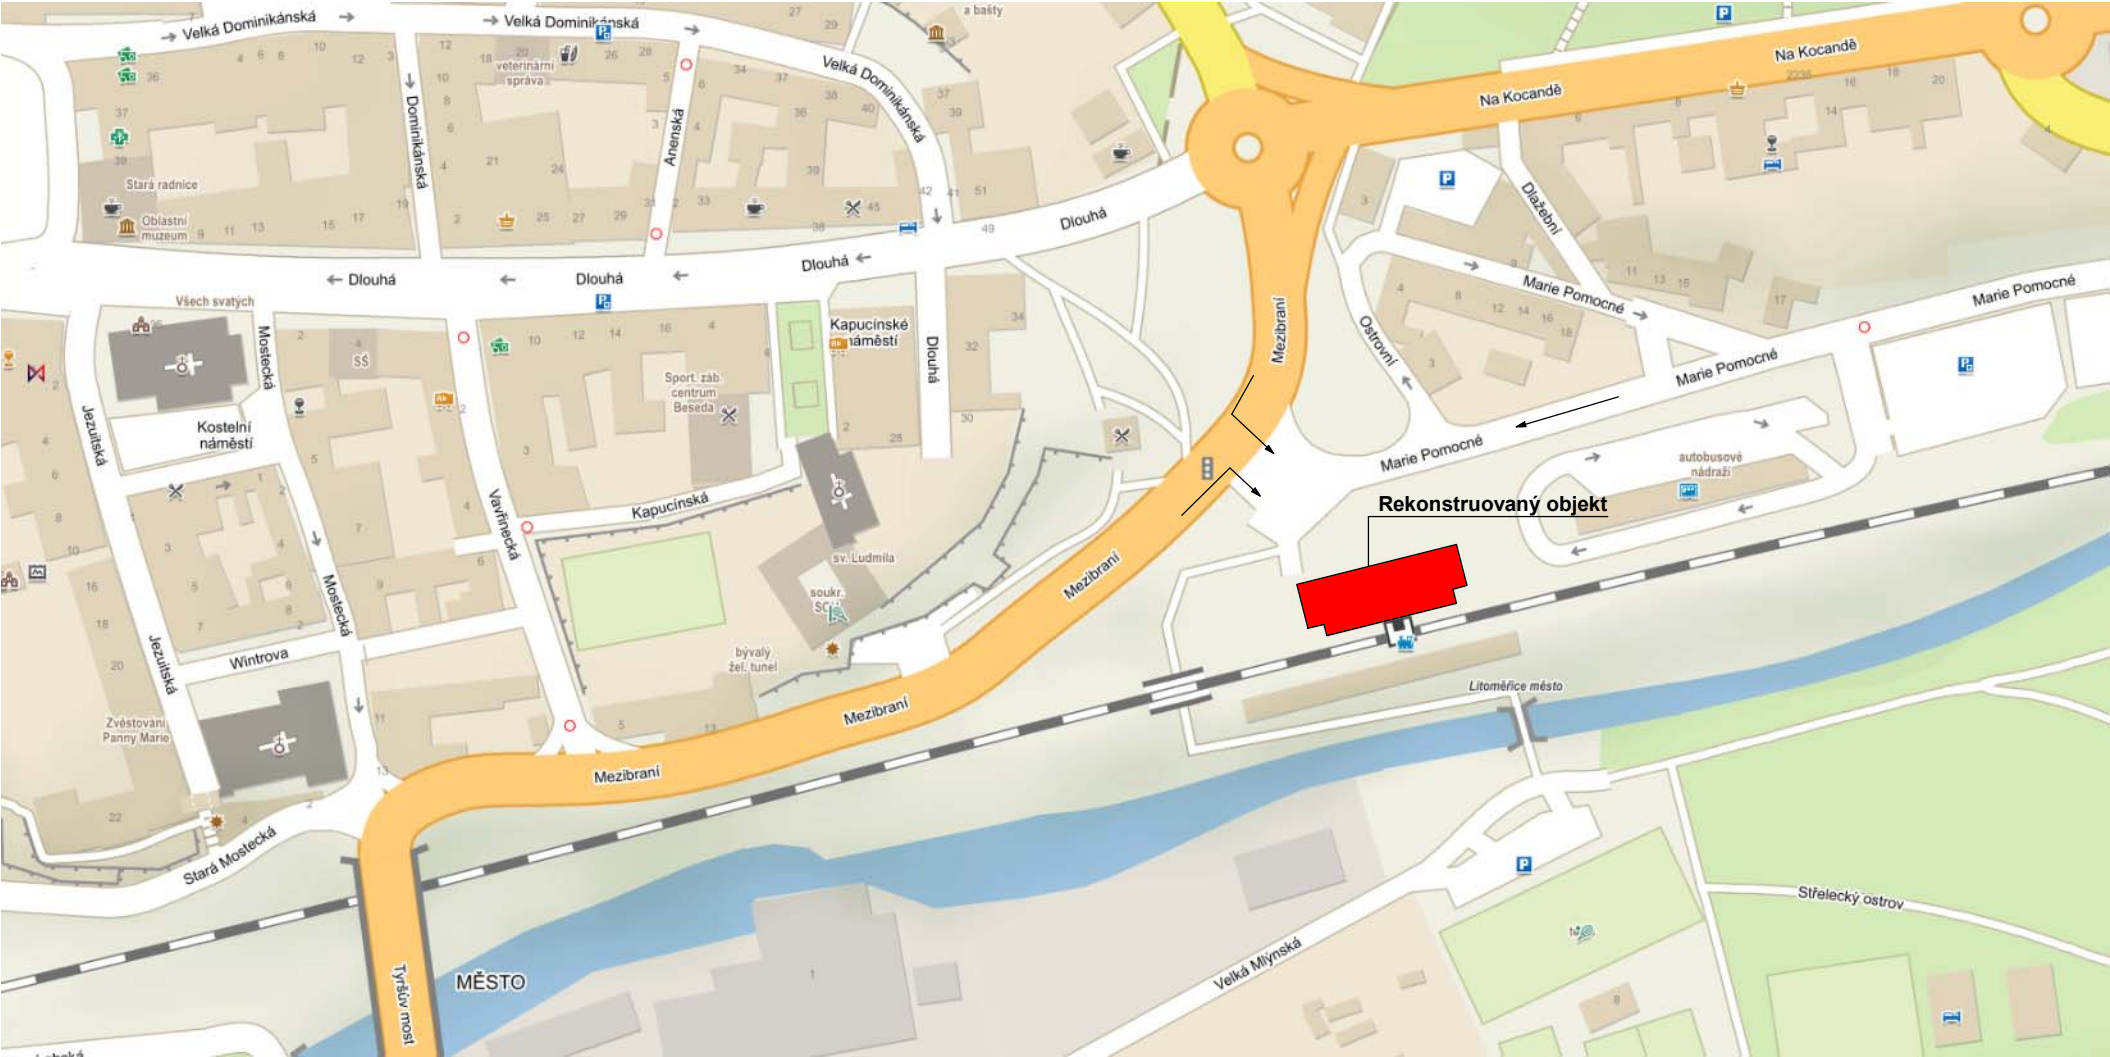 Velká Dominikánská
Velká Dominikánská
a bašty
27
29
Na Kocandě
Na Kocandě
Velká Dominikánská
veterinární
správa
Dominikánská
Anenská
Stará radnice
Oblastní
muzeum
Dlouhá
Dlouhá
Dlouhá
Dlouhá
Dlažební
Marie Pomocné
Marie Pomocné
Marie Pomocné
Marie Pomocné
Ostrovní
Mezibraní
Všech svatých
Mostecká
SŠ
Kapucínské
náměstí
Dlouhá
Sport. záb.
centrum
Beseda
Jezuitská
Kostelní
náměstí
Vavřinecká
Kapucínská
autobusové
nádraží
Rekonstruovaný objekt
sv. Ludmila
soukr.
Mezibraní
Mostecká
Jezuitská
Wintrova
bývalý
žel. tunel
Litoměřice město
Zvěstování
Panny Marie
Mezibraní
Mezibraní
Stará Mostecká
Střelecký ostrov
Velká Mlýnská
Tyršův most
MĚSTO